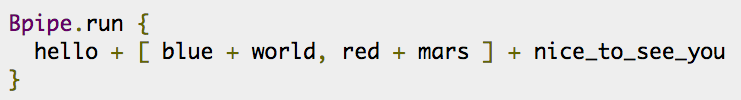 Bpipe.run {
  hello + [ blue + world, red + mars ] + nice_to_see_you
}